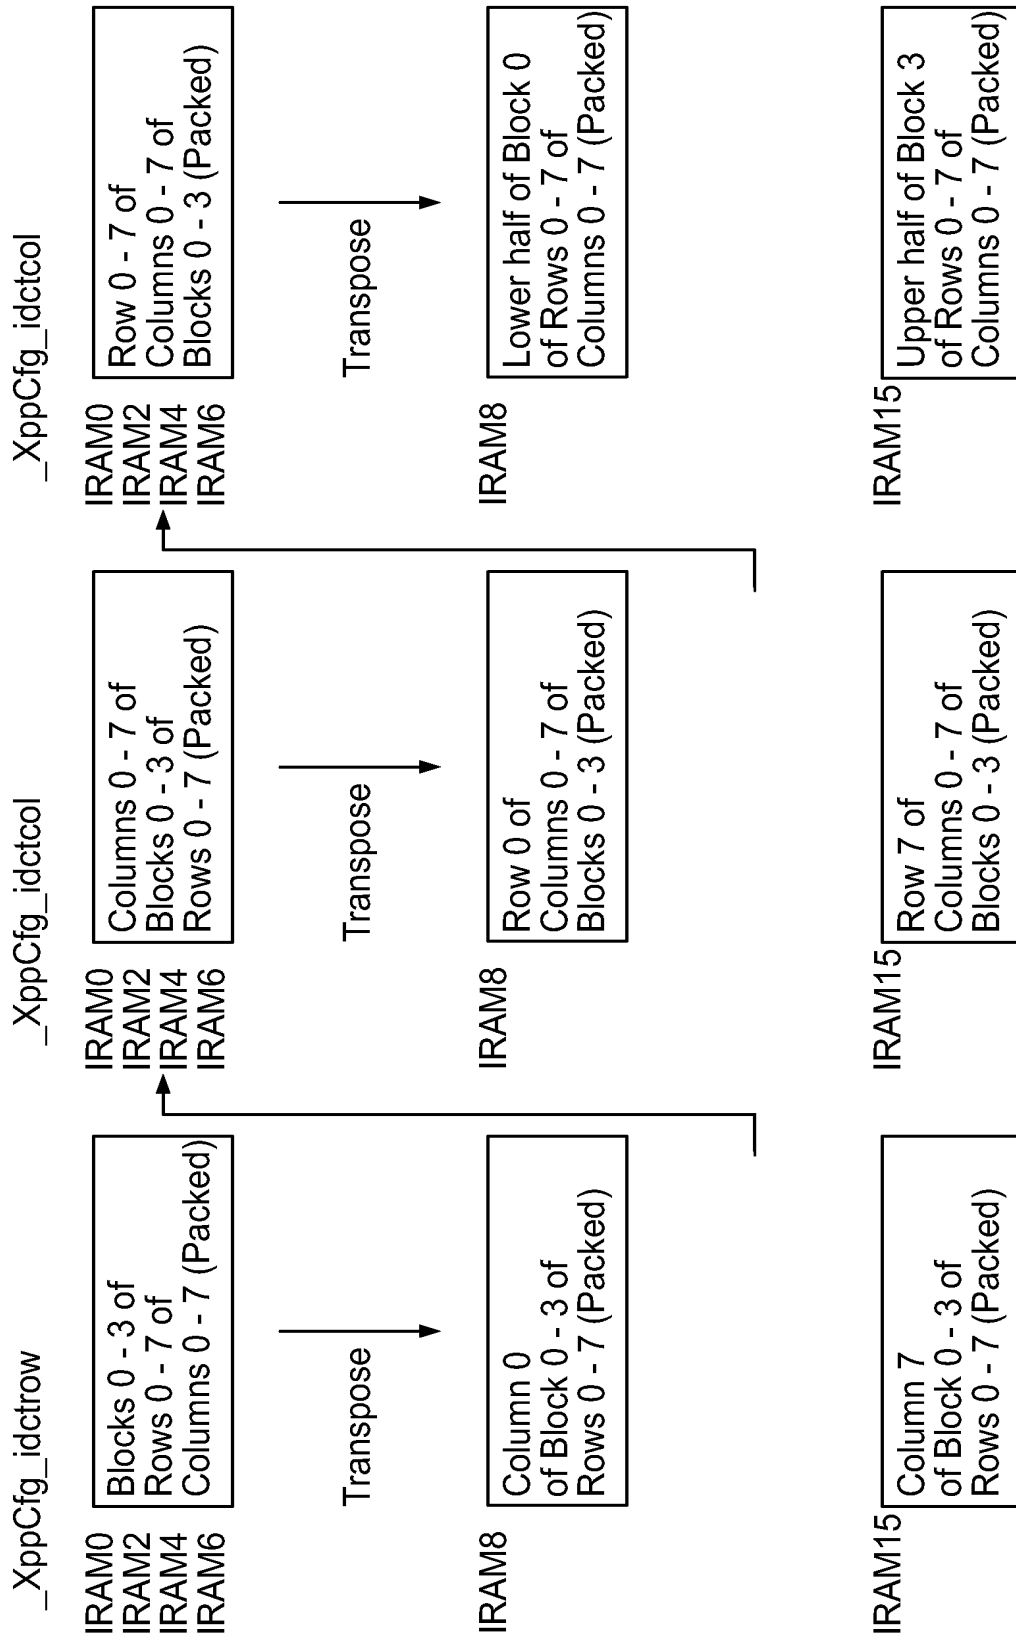 _XppCfg_idctrow
IRAM0
IRAM2
IRAM4
IRAM6
Blocks 0 - 3 of
Rows 0 - 7 of
Columns 0 - 7 (Packed)
Transpose
IRAM8
Column 0
of Block 0 - 3 of
Rows 0 - 7 (Packed)
IRAM15
Column 7
of Block 0 - 3 of
Rows 0 - 7 (Packed)
_XppCfg_idctcol
IRAM0
IRAM2
IRAM4
IRAM6
Columns 0 - 7 of
Blocks 0 - 3 of
Rows 0 - 7 (Packed)
Transpose
IRAM8
Row 0 of
Columns 0 - 7 of
Blocks 0 - 3 (Packed)
IRAM15
Row 7 of
Columns 0 - 7 of
Blocks 0 - 3 (Packed)
_XppCfg_idctcol
IRAM0
IRAM2
IRAM4
IRAM6
Row 0 - 7 of
Columns 0 - 7 of
Blocks 0 - 3 (Packed)
Transpose
IRAM8
Lower half of Block 0
of Rows 0 - 7 of
Columns 0 - 7 (Packed)
IRAM15
Upper half of Block 3
of Rows 0 - 7 of
Columns 0 - 7 (Packed)